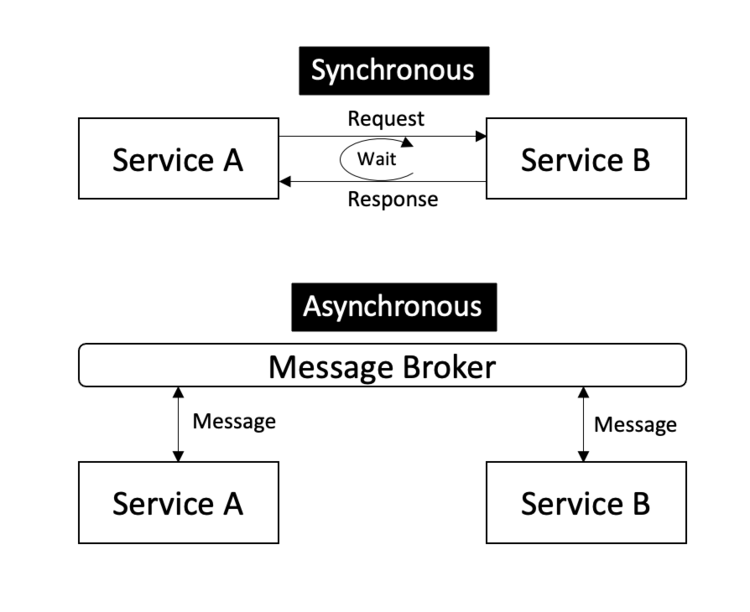 Synchronous
Request
Service A
Wait
Service B
Response
Asynchronous
Message Broker
Message
Message
Service A
Service B